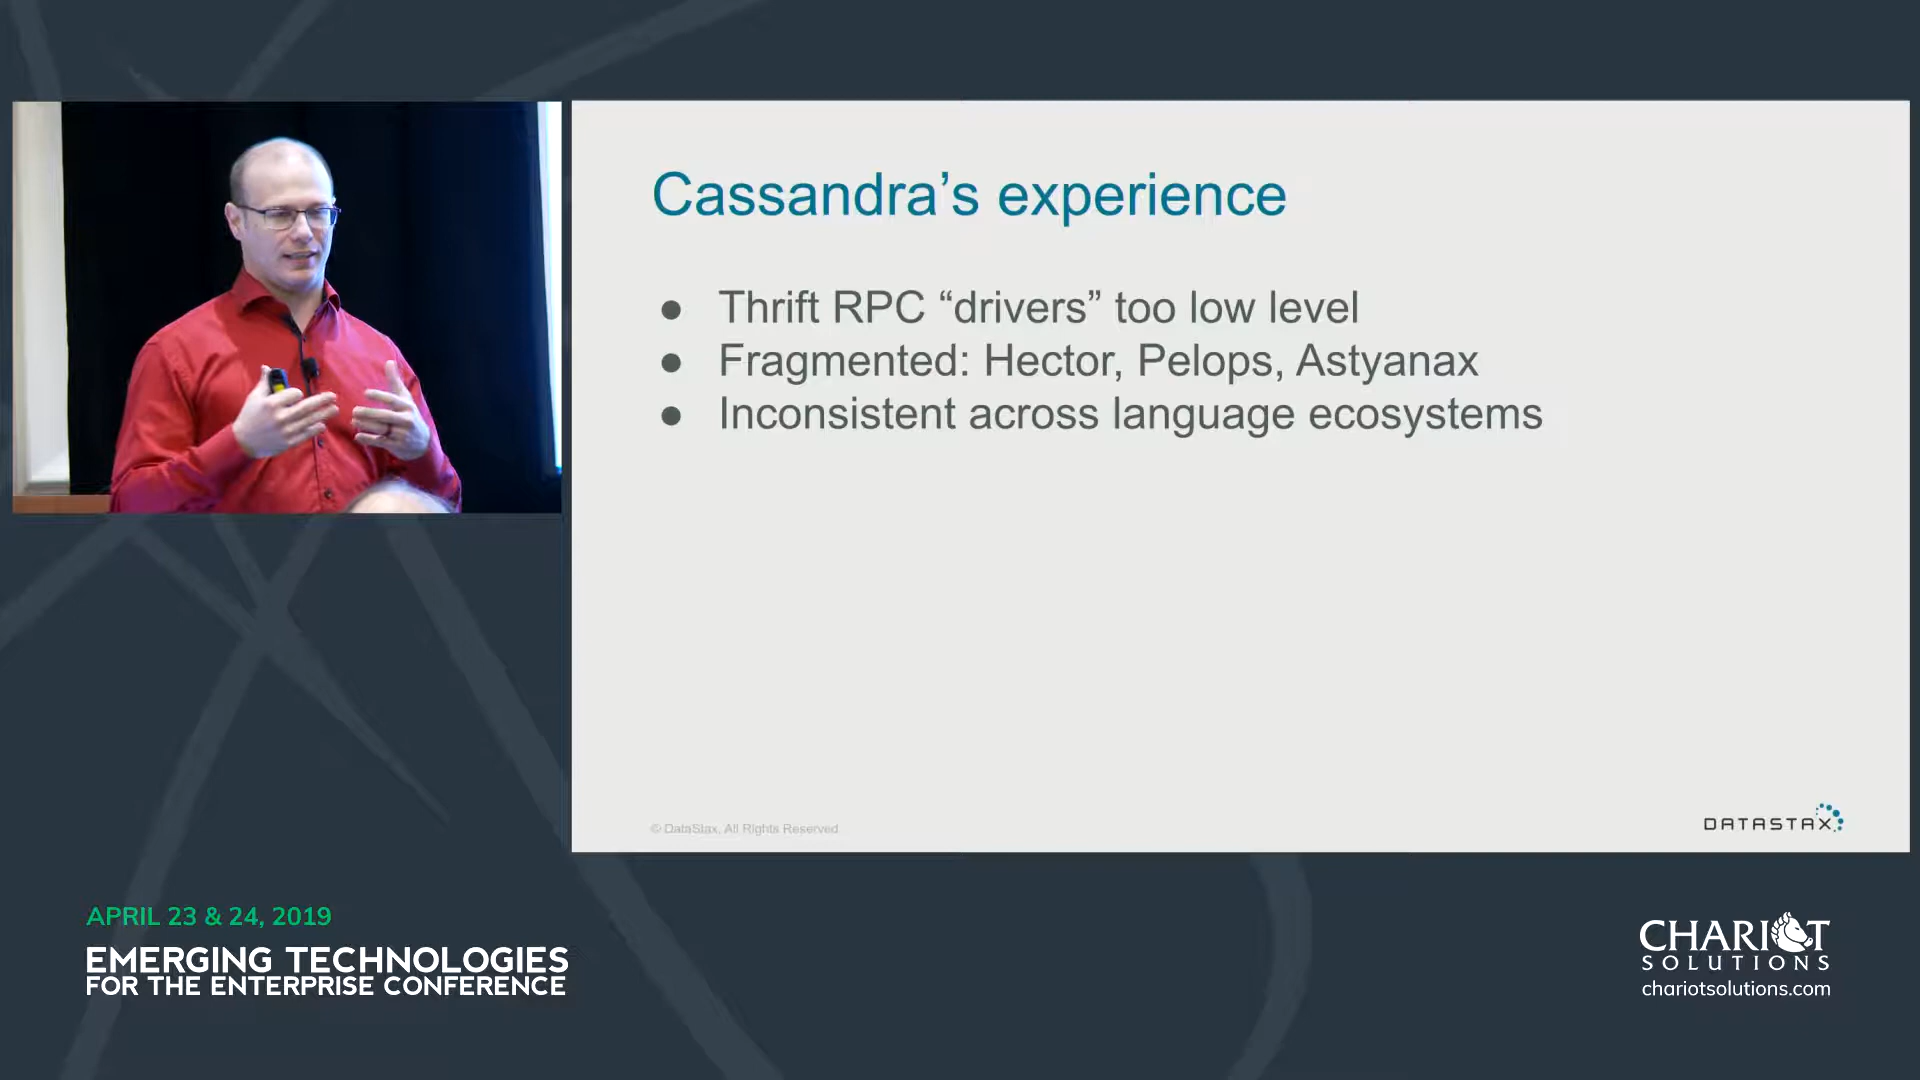 Cassandra’s experience
● Thrift RPC “drivers” too low level
● Fragmented: Hector, Pelops, Astyanax
● Inconsistent across language ecosystems
© DataStax, All Rights Reserved
DATASTAX
APRIL 23 & 24, 2019
EMERGING TECHNOLOGIES
FOR THE ENTERPRISE CONFERENCE
CHARIOT
SOLUTIONS
chariotsolutions.com